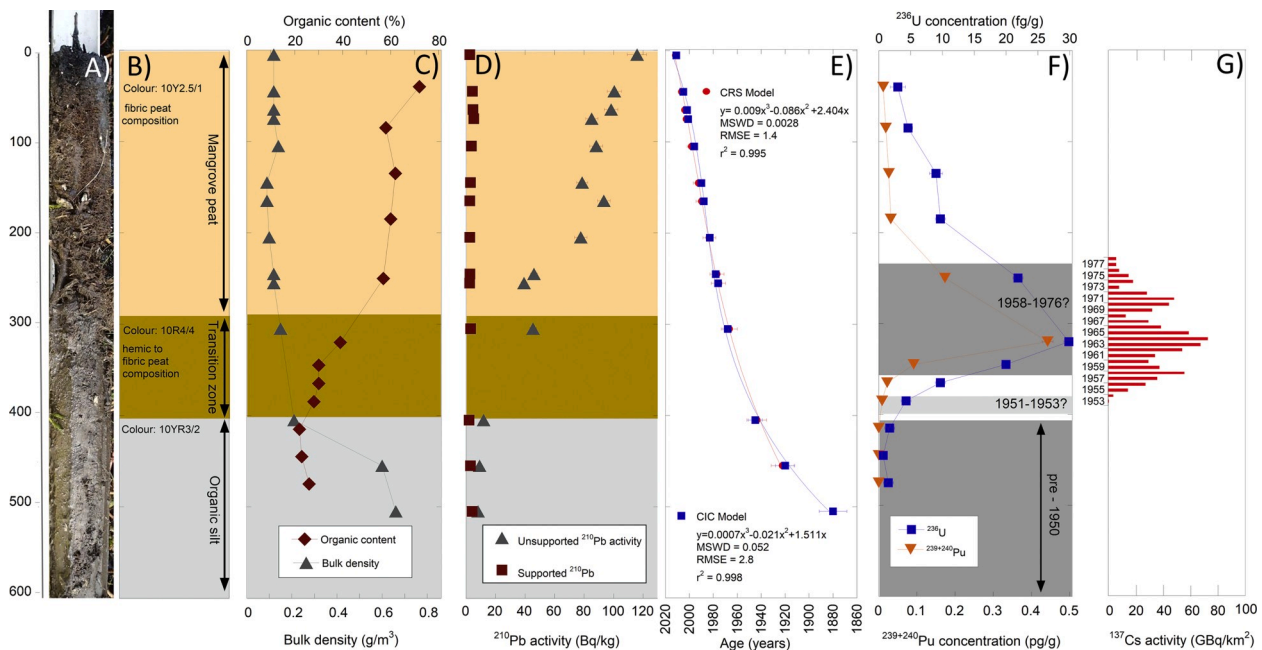 Organic content (%)
0 20 40 60 80
²³⁶U concentration (fg/g)
0 5 10 15 20 25 30
A)
B)
C)
D)
E)
F)
G)
0
100
200
300
400
500
600
Colour: 10Y2.5/1
fibric peat
composition
Mangrove peat
Colour: 10R4/4
hemic to
fibric peat
composition
Transition zone
Colour: 10YR3/2
Organic silt
Organic content
Bulk density
0 0.2 0.4 0.6 0.8
Bulk density (g/m³)
Unsupported ²¹⁰Pb activity
Supported ²¹⁰Pb
0 20 40 60 80 100 120
²¹⁰Pb activity (Bq/kg)
CRS Model
y= 0.009x³-0.086x²+2.404x
MSWD = 0.0028
RMSE = 1.4
r² = 0.995
CIC Model
y=0.0007x³-0.021x²+1.511x
MSWD = 0.052
RMSE = 2.8
r² = 0.998
2000 1980 1960 1940 1920 1900 1880 1860
Age (years)
1958-1976?
1951-1953?
pre - 1950
²³⁶U
²³⁹⁺²⁴⁰Pu
0 0.1 0.2 0.3 0.4 0.5
²³⁹⁺²⁴⁰Pu concentration (pg/g)
1977
1975
1973
1971
1969
1967
1965
1963
1961
1959
1957
1955
1953
0 20 40 60 80 100
¹³⁷Cs activity (GBq/km²)